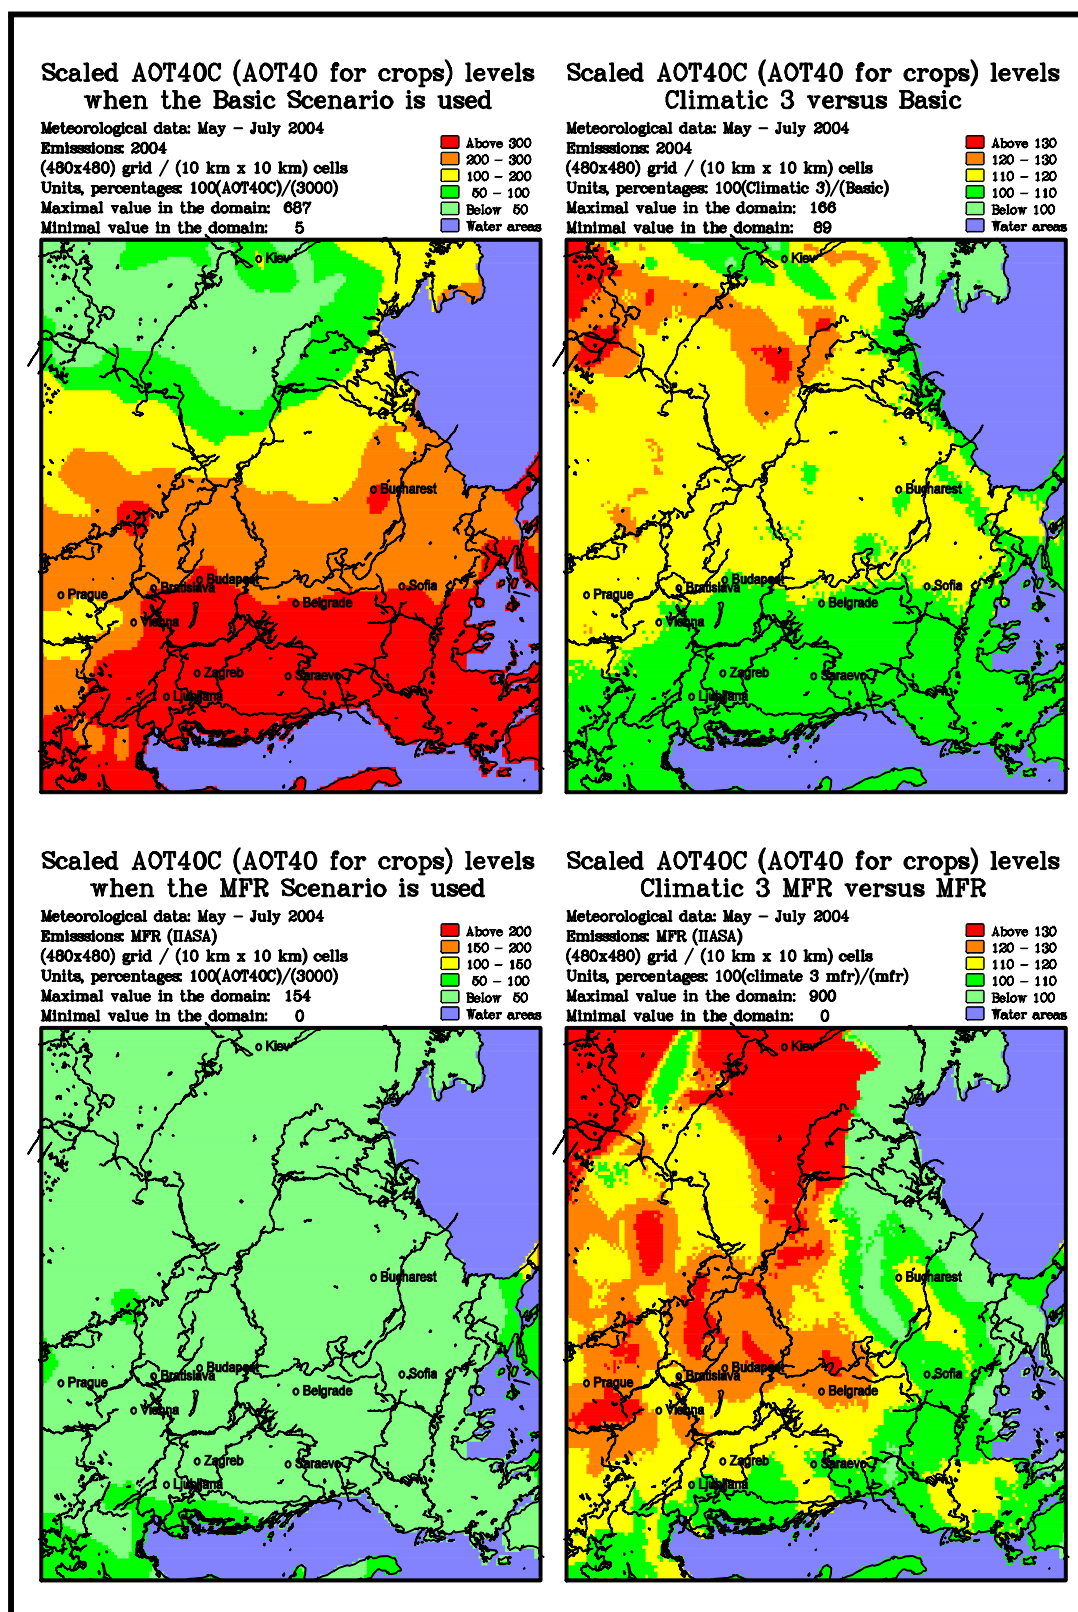 Scaled AOT40C (AOT40 for crops) levels
when the Basic Scenario is used
Meteorological data: May - July 2004
Emisssions: 2004
(480x480) grid / (10 km x 10 km) cells
Units, percentages: 100(AOT40C)/(3000)
Maximal value in the domain: 687
Minimal value in the domain: 5
Above 300
200 - 300
100 - 200
50 - 100
Below 50
Water areas
Kiev
Bucharest
Budapest
Bratislava
Prague
Sofia
Belgrade
Vienna
Zagreb
Saraevo
Ljubljana
Scaled AOT40C (AOT40 for crops) levels
Climatic 3 versus Basic
Meteorological data: May - July 2004
Emisssions: 2004
(480x480) grid / (10 km x 10 km) cells
Units, percentages: 100(Climatic 3)/(Basic)
Maximal value in the domain: 166
Minimal value in the domain: 89
Above 130
120 - 130
110 - 120
100 - 110
Below 100
Water areas
Kiev
Bucharest
Budapest
Bratislava
Prague
Sofia
Belgrade
Vienna
Zagreb
Saraevo
Ljubljana
Scaled AOT40C (AOT40 for crops) levels
when the MFR Scenario is used
Meteorological data: May - July 2004
Emisssions: MFR (IIASA)
(480x480) grid / (10 km x 10 km) cells
Units, percentages: 100(AOT40C)/(3000)
Maximal value in the domain: 154
Minimal value in the domain: 0
Above 200
150 - 200
100 - 150
50 - 100
Below 50
Water areas
Kiev
Bucharest
Budapest
Bratislava
Prague
Sofia
Belgrade
Vienna
Zagreb
Saraevo
Ljubljana
Scaled AOT40C (AOT40 for crops) levels
Climatic 3 MFR versus MFR
Meteorological data: May - July 2004
Emisssions: MFR (IIASA)
(480x480) grid / (10 km x 10 km) cells
Units, percentages: 100(climate 3 mfr)/(mfr)
Maximal value in the domain: 900
Minimal value in the domain: 0
Above 130
120 - 130
110 - 120
100 - 110
Below 100
Water areas
Kiev
Bucharest
Budapest
Bratislava
Prague
Sofia
Belgrade
Vienna
Zagreb
Saraevo
Ljubljana